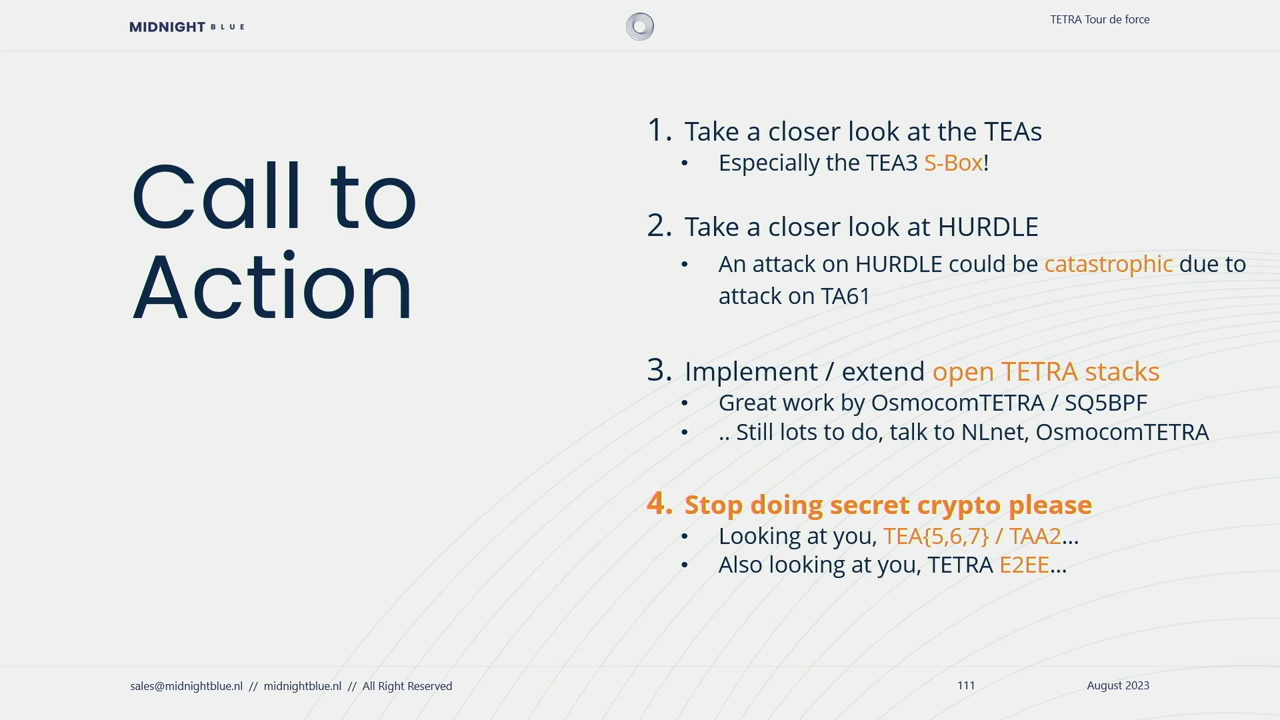 MIDNIGHT BLUE
TETRA Tour de force
Call to
Action
1. Take a closer look at the TEAs
• Especially the TEA3 S-Box!
2. Take a closer look at HURDLE
• An attack on HURDLE could be catastrophic due to
attack on TA61
3. Implement / extend open TETRA stacks
• Great work by OsmocomTETRA / SQ5BPF
• .. Still lots to do, talk to NLnet, OsmocomTETRA
4. Stop doing secret crypto please
• Looking at you, TEA{5,6,7} / TAA2...
• Also looking at you, TETRA E2EE...
sales@midnightblue.nl // midnightblue.nl // All Right Reserved
111
August 2023